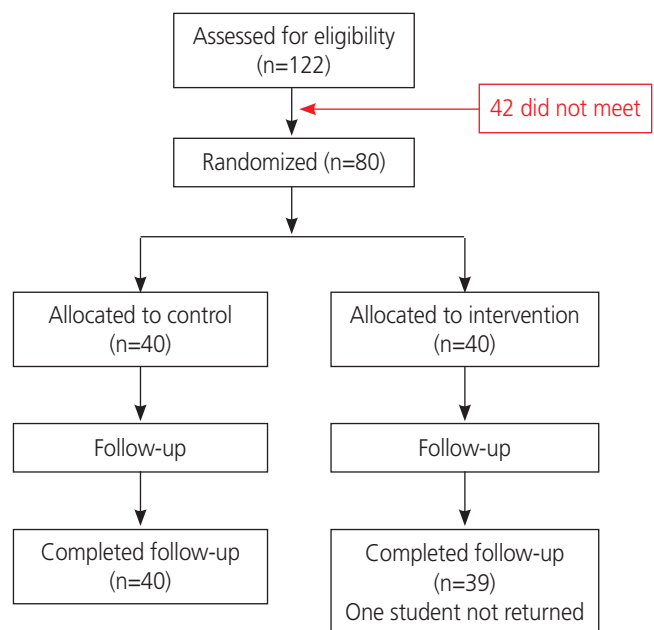 Assessed for eligibility
(n=122)
42 did not meet
Randomized (n=80)
Allocated to control
(n=40)
Allocated to intervention
(n=40)
Follow-up
Follow-up
Completed follow-up
(n=40)
Completed follow-up
(n=39)
One student not returned